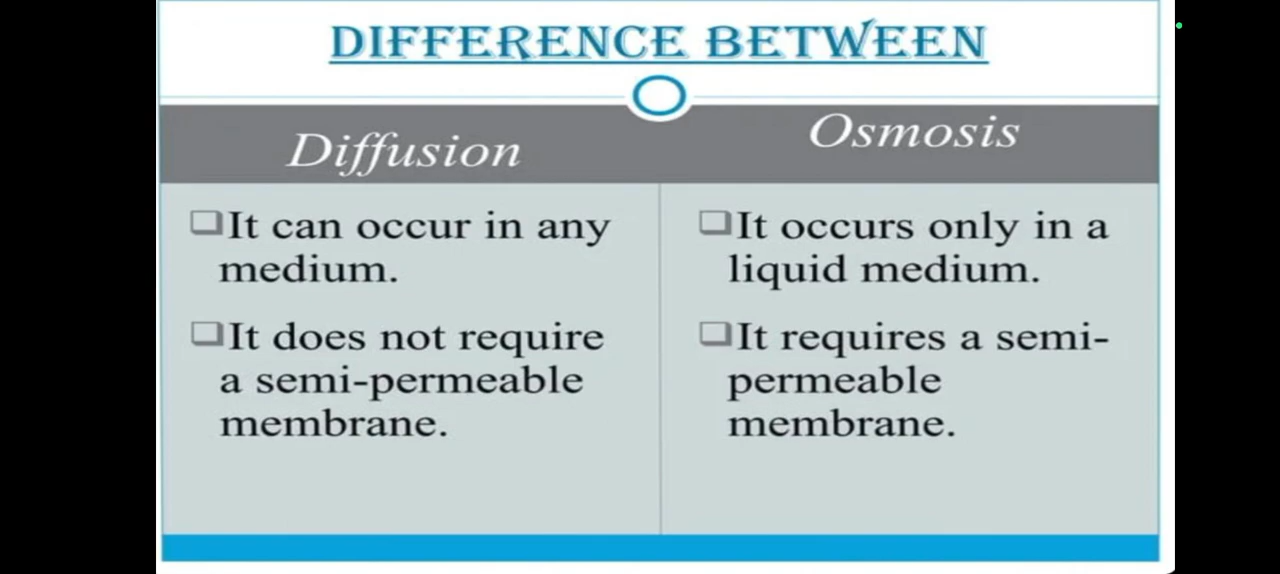 DIFFERENCE BETWEEN
Diffusion
It can occur in any
medium.
It does not require
a semi-permeable
membrane.
Osmosis
It occurs only in a
liquid medium.
It requires a semi-
permeable
membrane.